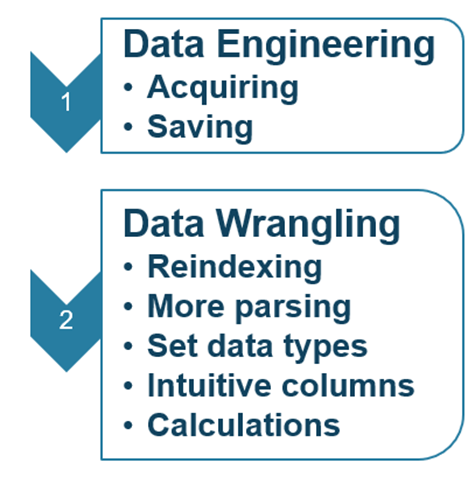 1
Data Engineering
• Acquiring
• Saving
2
Data Wrangling
• Reindexing
• More parsing
• Set data types
• Intuitive columns
• Calculations